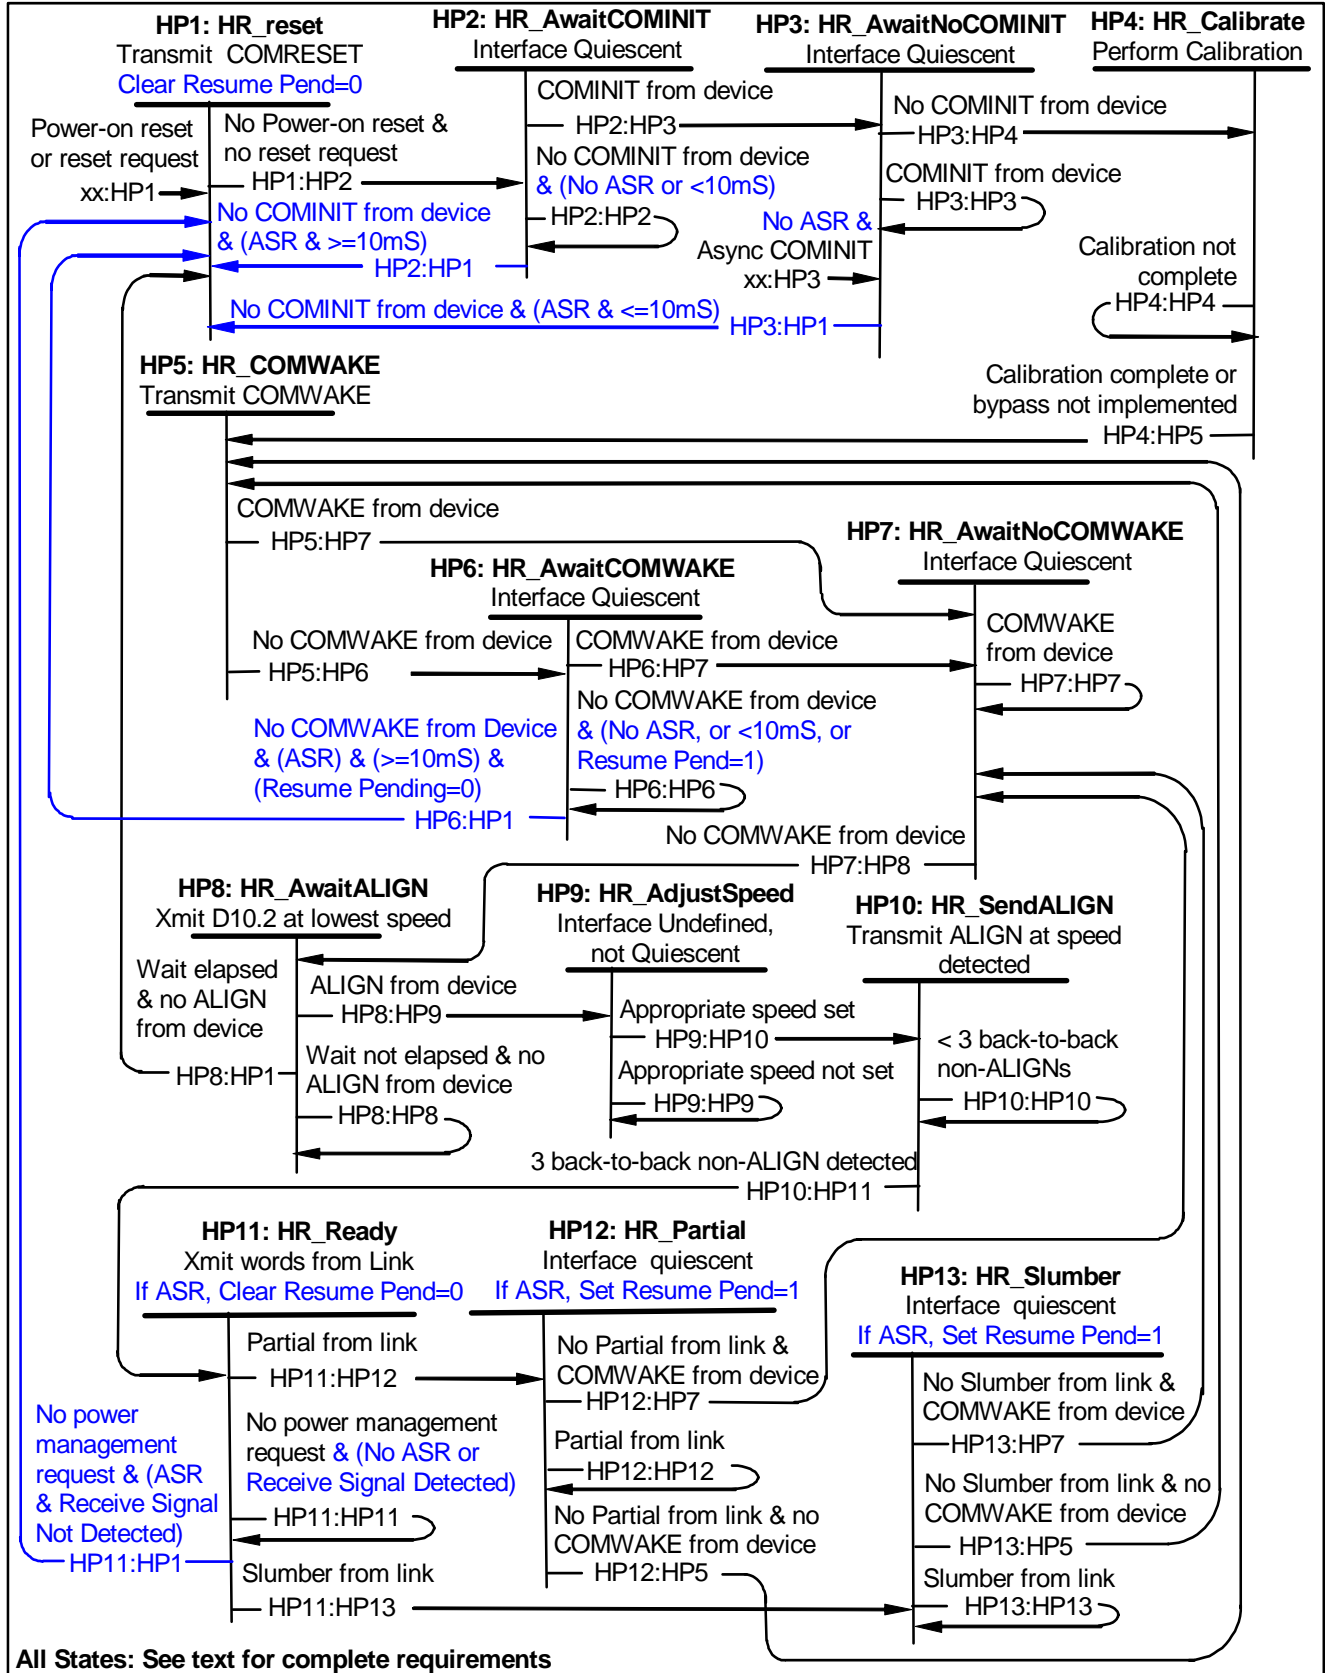 HP1: HR_reset
Transmit COMRESET
Clear Resume Pend=0
HP2: HR_AwaitCOMINIT
Interface Quiescent
HP3: HR_AwaitNoCOMINIT
Interface Quiescent
HP4: HR_Calibrate
Perform Calibration
Power-on reset
or reset request
xx:HP1
No Power-on reset &
no reset request
HP1:HP2
COMINIT from device
HP2:HP3
No COMINIT from device
& (No ASR or <10mS)
HP2:HP2
No COMINIT from device
& (ASR & >=10mS)
HP2:HP1
No COMINIT from device
HP3:HP4
COMINIT from device
HP3:HP3
No ASR &
Async COMINIT
xx:HP3
No COMINIT from device & (ASR & <=10mS)
HP3:HP1
Calibration not
complete
HP4:HP4
Calibration complete or
bypass not implemented
HP4:HP5
HP5: HR_COMWAKE
Transmit COMWAKE
COMWAKE from device
HP5:HP7
No COMWAKE from device
HP5:HP6
HP6: HR_AwaitCOMWAKE
Interface Quiescent
COMWAKE from device
HP6:HP7
No COMWAKE from device
& (No ASR, or <10mS, or
Resume Pend=1)
HP6:HP6
No COMWAKE from Device
& (ASR) & (>=10mS) &
(Resume Pending=0)
HP6:HP1
HP7: HR_AwaitNoCOMWAKE
Interface Quiescent
COMWAKE
from device
HP7:HP7
No COMWAKE from device
HP7:HP8
HP8: HR_AwaitALIGN
Xmit D10.2 at lowest speed
Wait elapsed
& no ALIGN
from device
HP8:HP1
ALIGN from device
HP8:HP9
Wait not elapsed & no
ALIGN from device
HP8:HP8
HP9: HR_AdjustSpeed
Interface Undefined,
not Quiescent
Appropriate speed set
HP9:HP10
Appropriate speed not set
HP9:HP9
HP10: HR_SendALIGN
Transmit ALIGN at speed
detected
< 3 back-to-back
non-ALIGNs
HP10:HP10
3 back-to-back non-ALIGN detected
HP10:HP11
HP11: HR_Ready
Xmit words from Link
If ASR, Clear Resume Pend=0
Partial from link
HP11:HP12
No power management
request & (No ASR or
Receive Signal Detected)
HP11:HP11
No power
management
request & (ASR
& Receive Signal
Not Detected)
HP11:HP1
Slumber from link
HP11:HP13
HP12: HR_Partial
Interface quiescent
If ASR, Set Resume Pend=1
No Partial from link &
COMWAKE from device
HP12:HP7
Partial from link
HP12:HP12
No Partial from link & no
COMWAKE from device
HP12:HP5
HP13: HR_Slumber
Interface quiescent
If ASR, Set Resume Pend=1
No Slumber from link &
COMWAKE from device
HP13:HP7
No Slumber from link & no
COMWAKE from device
HP13:HP5
Slumber from link
HP13:HP13
All States: See text for complete requirements